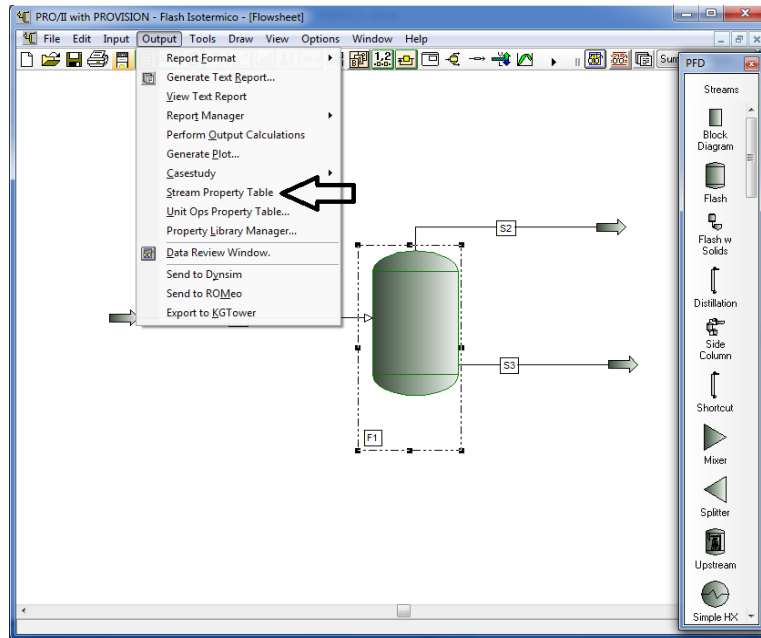 PRO/II with PROVISION - Flash Isotermico - [Flowsheet]
File Edit Input Output Tools Draw View Options Window Help
1,2
Report Format
Generate Text Report...
View Text Report
Report Manager
Perform Output Calculations
Generate Plot...
Casestudy
Stream Property Table
Unit Ops Property Table...
Property Library Manager...
Data Review Window.
Send to Dynsim
Send to ROMeo
Export to KGTower
S2
S3
F1
PFD
Streams
Block
Diagram
Flash
Flash w
Solids
Distillation
Side
Column
Shortcut
Mixer
Splitter
Upstream
Simple HX